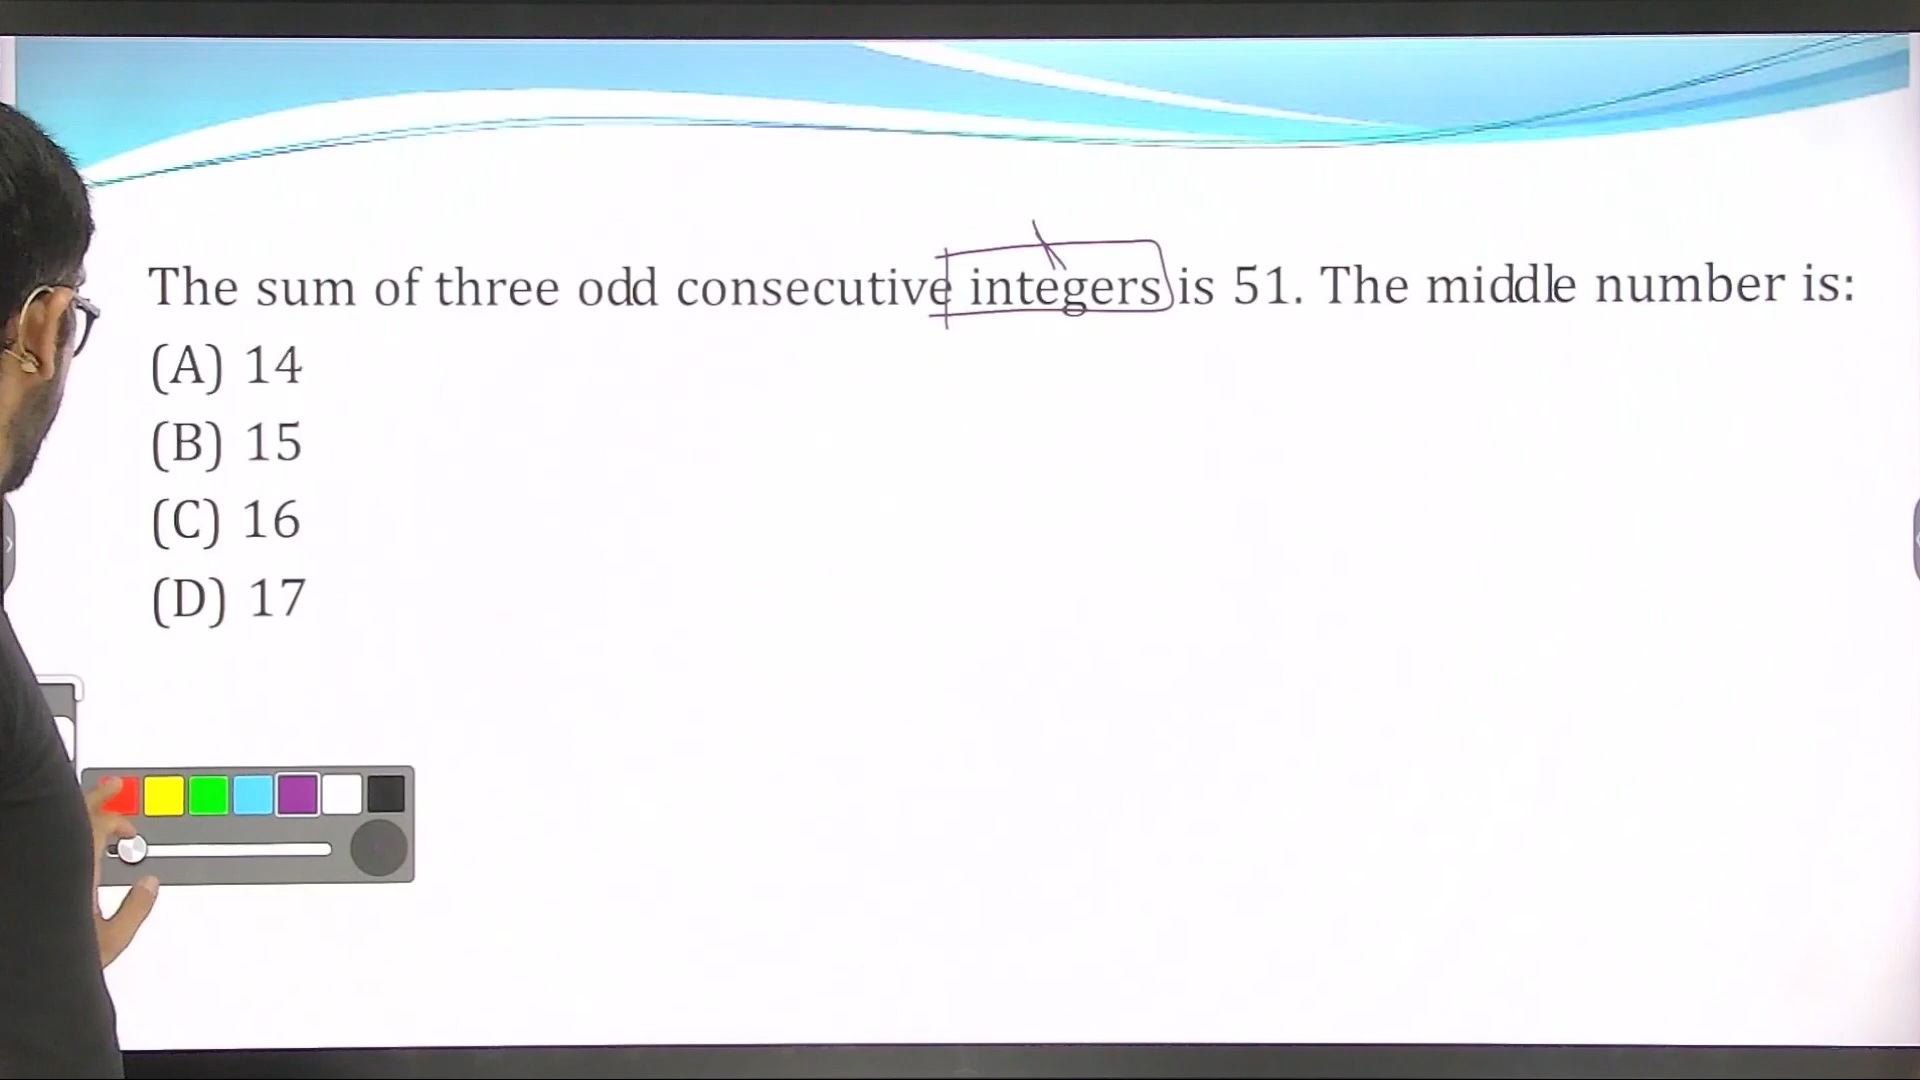 The sum of three odd consecutive integers is 51. The middle number is:
(A) 14
(B) 15
(C) 16
(D) 17